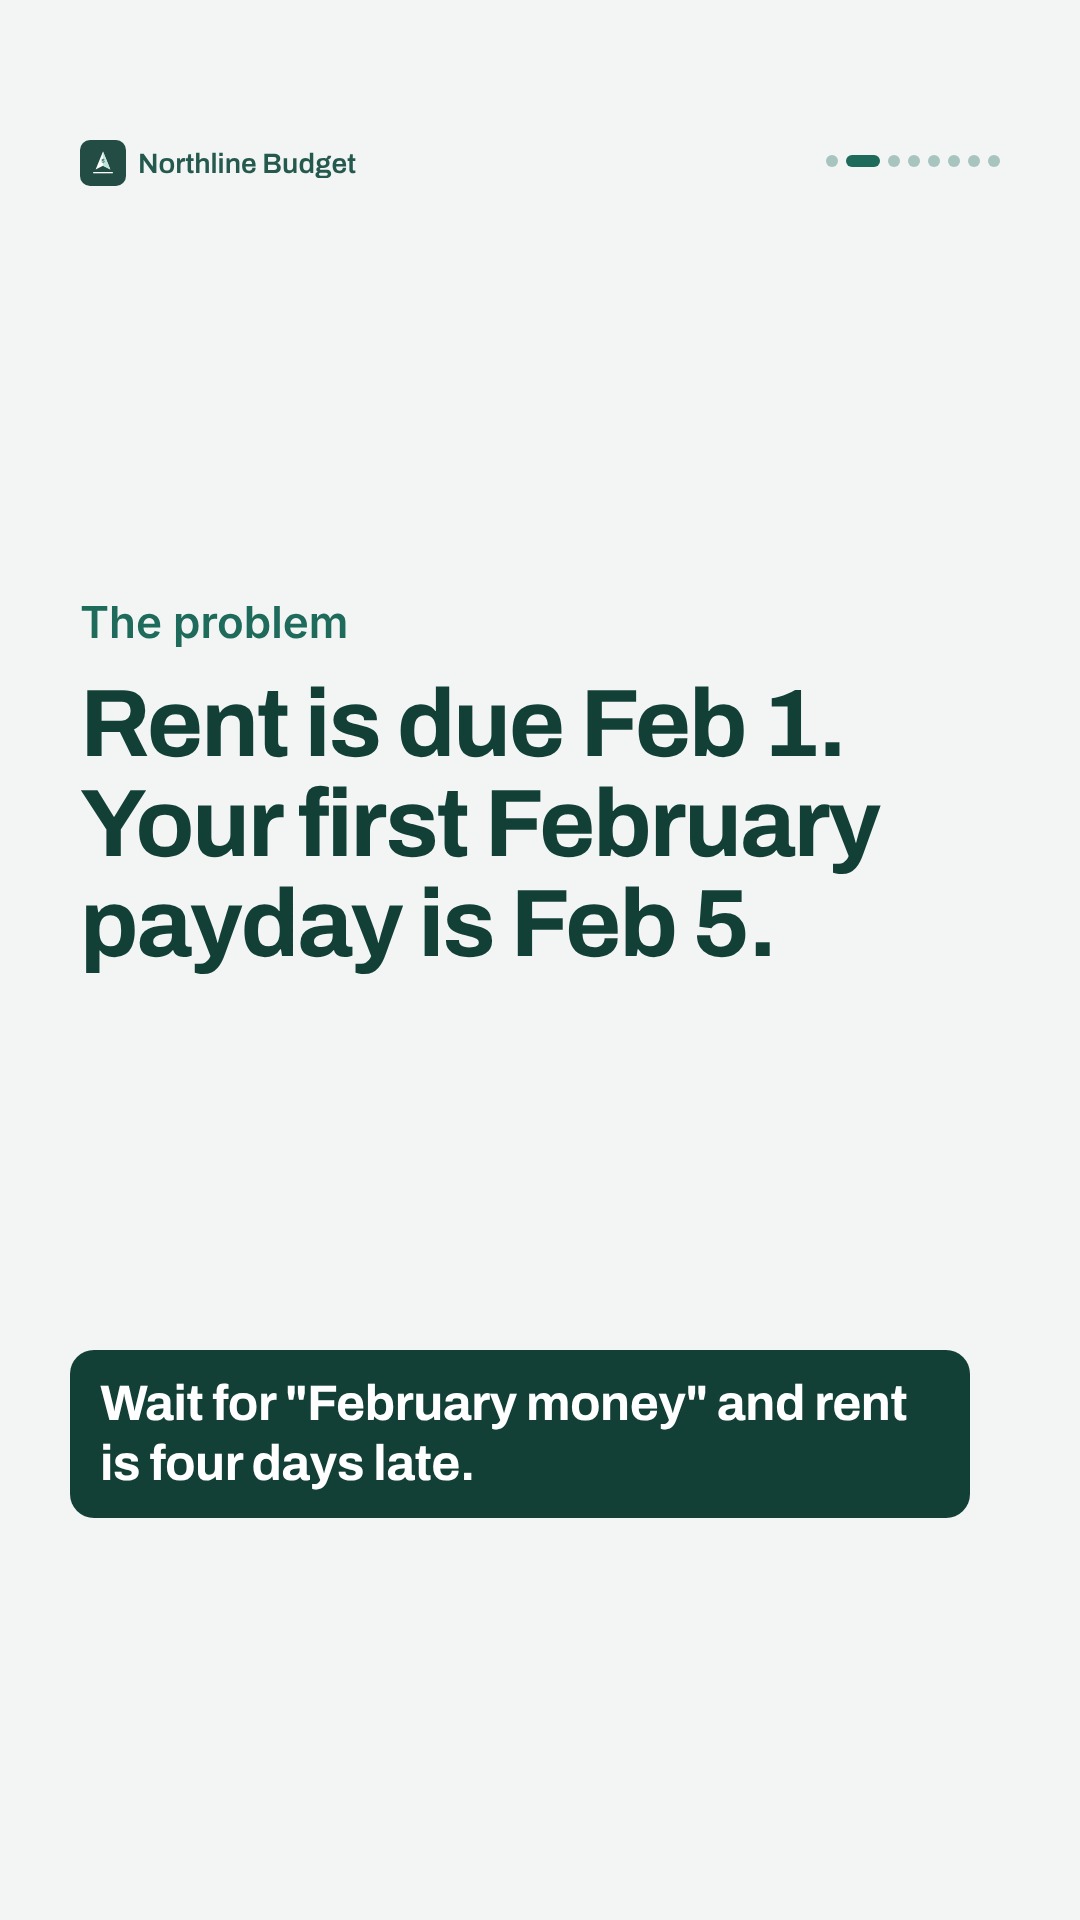 Northline Budget
The problem
Rent is due Feb 1.
Your first February
payday is Feb 5.
Wait for "February money" and rent
is four days late.